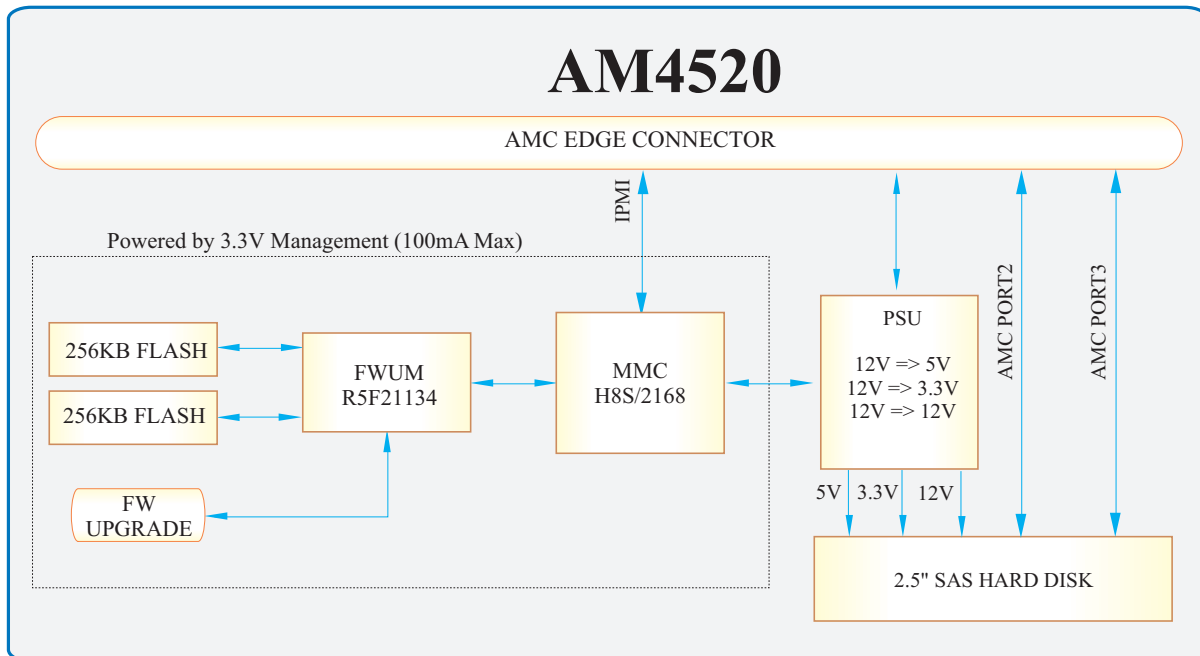 AM4520
AMC EDGE CONNECTOR
IPMI
Powered by 3.3V Management (100mA Max)
256KB FLASH
256KB FLASH
FWUM
R5F21134
MMC
H8S/2168
PSU
12V => 5V
12V => 3.3V
12V => 12V
AMC PORT2
AMC PORT3
5V
3.3V
12V
FW
UPGRADE
2.5" SAS HARD DISK